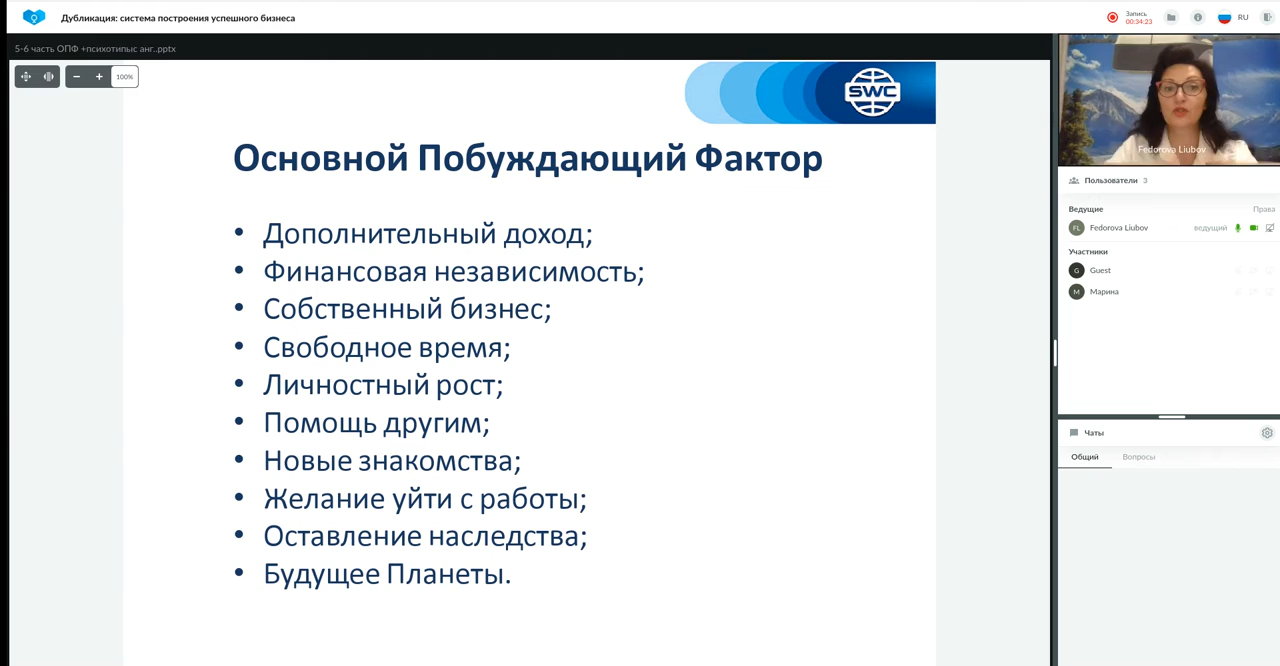 Дубликация: система построения успешного бизнеса
Запись
00:34:23
RU
5-6 часть ОПФ +психотипыс анг..pptx
100%
SWC
Основной Побуждающий Фактор
• Дополнительный доход;
• Финансовая независимость;
• Собственный бизнес;
• Свободное время;
• Личностный рост;
• Помощь другим;
• Новые знакомства;
• Желание уйти с работы;
• Оставление наследства;
• Будущее Планеты.
Fedorova Liubov
Пользователи 3
Ведущие Права
FL Fedorova Liubov ведущий
Участники
G Guest
М Марина
Чаты
Общий Вопросы